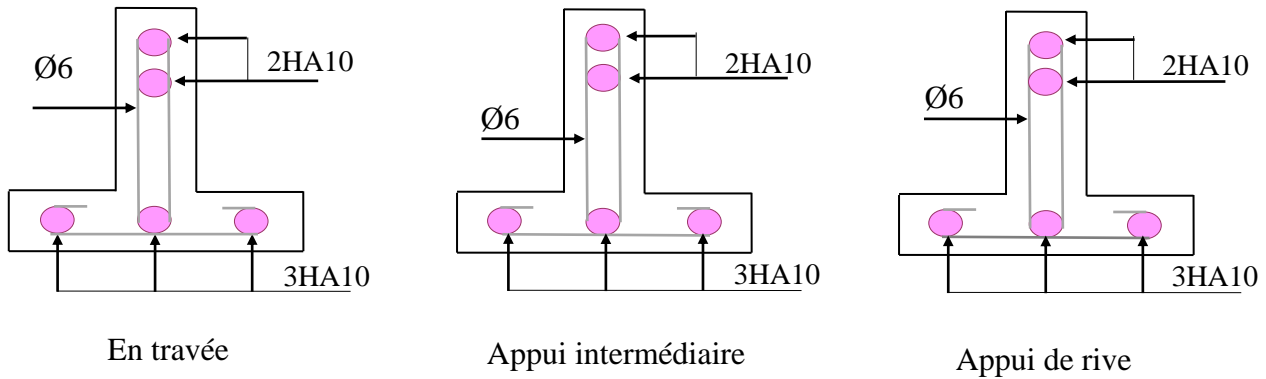 Ø6
2HA10
3HA10
En travée
Ø6
2HA10
3HA10
Appui intermédiaire
Ø6
2HA10
3HA10
Appui de rive